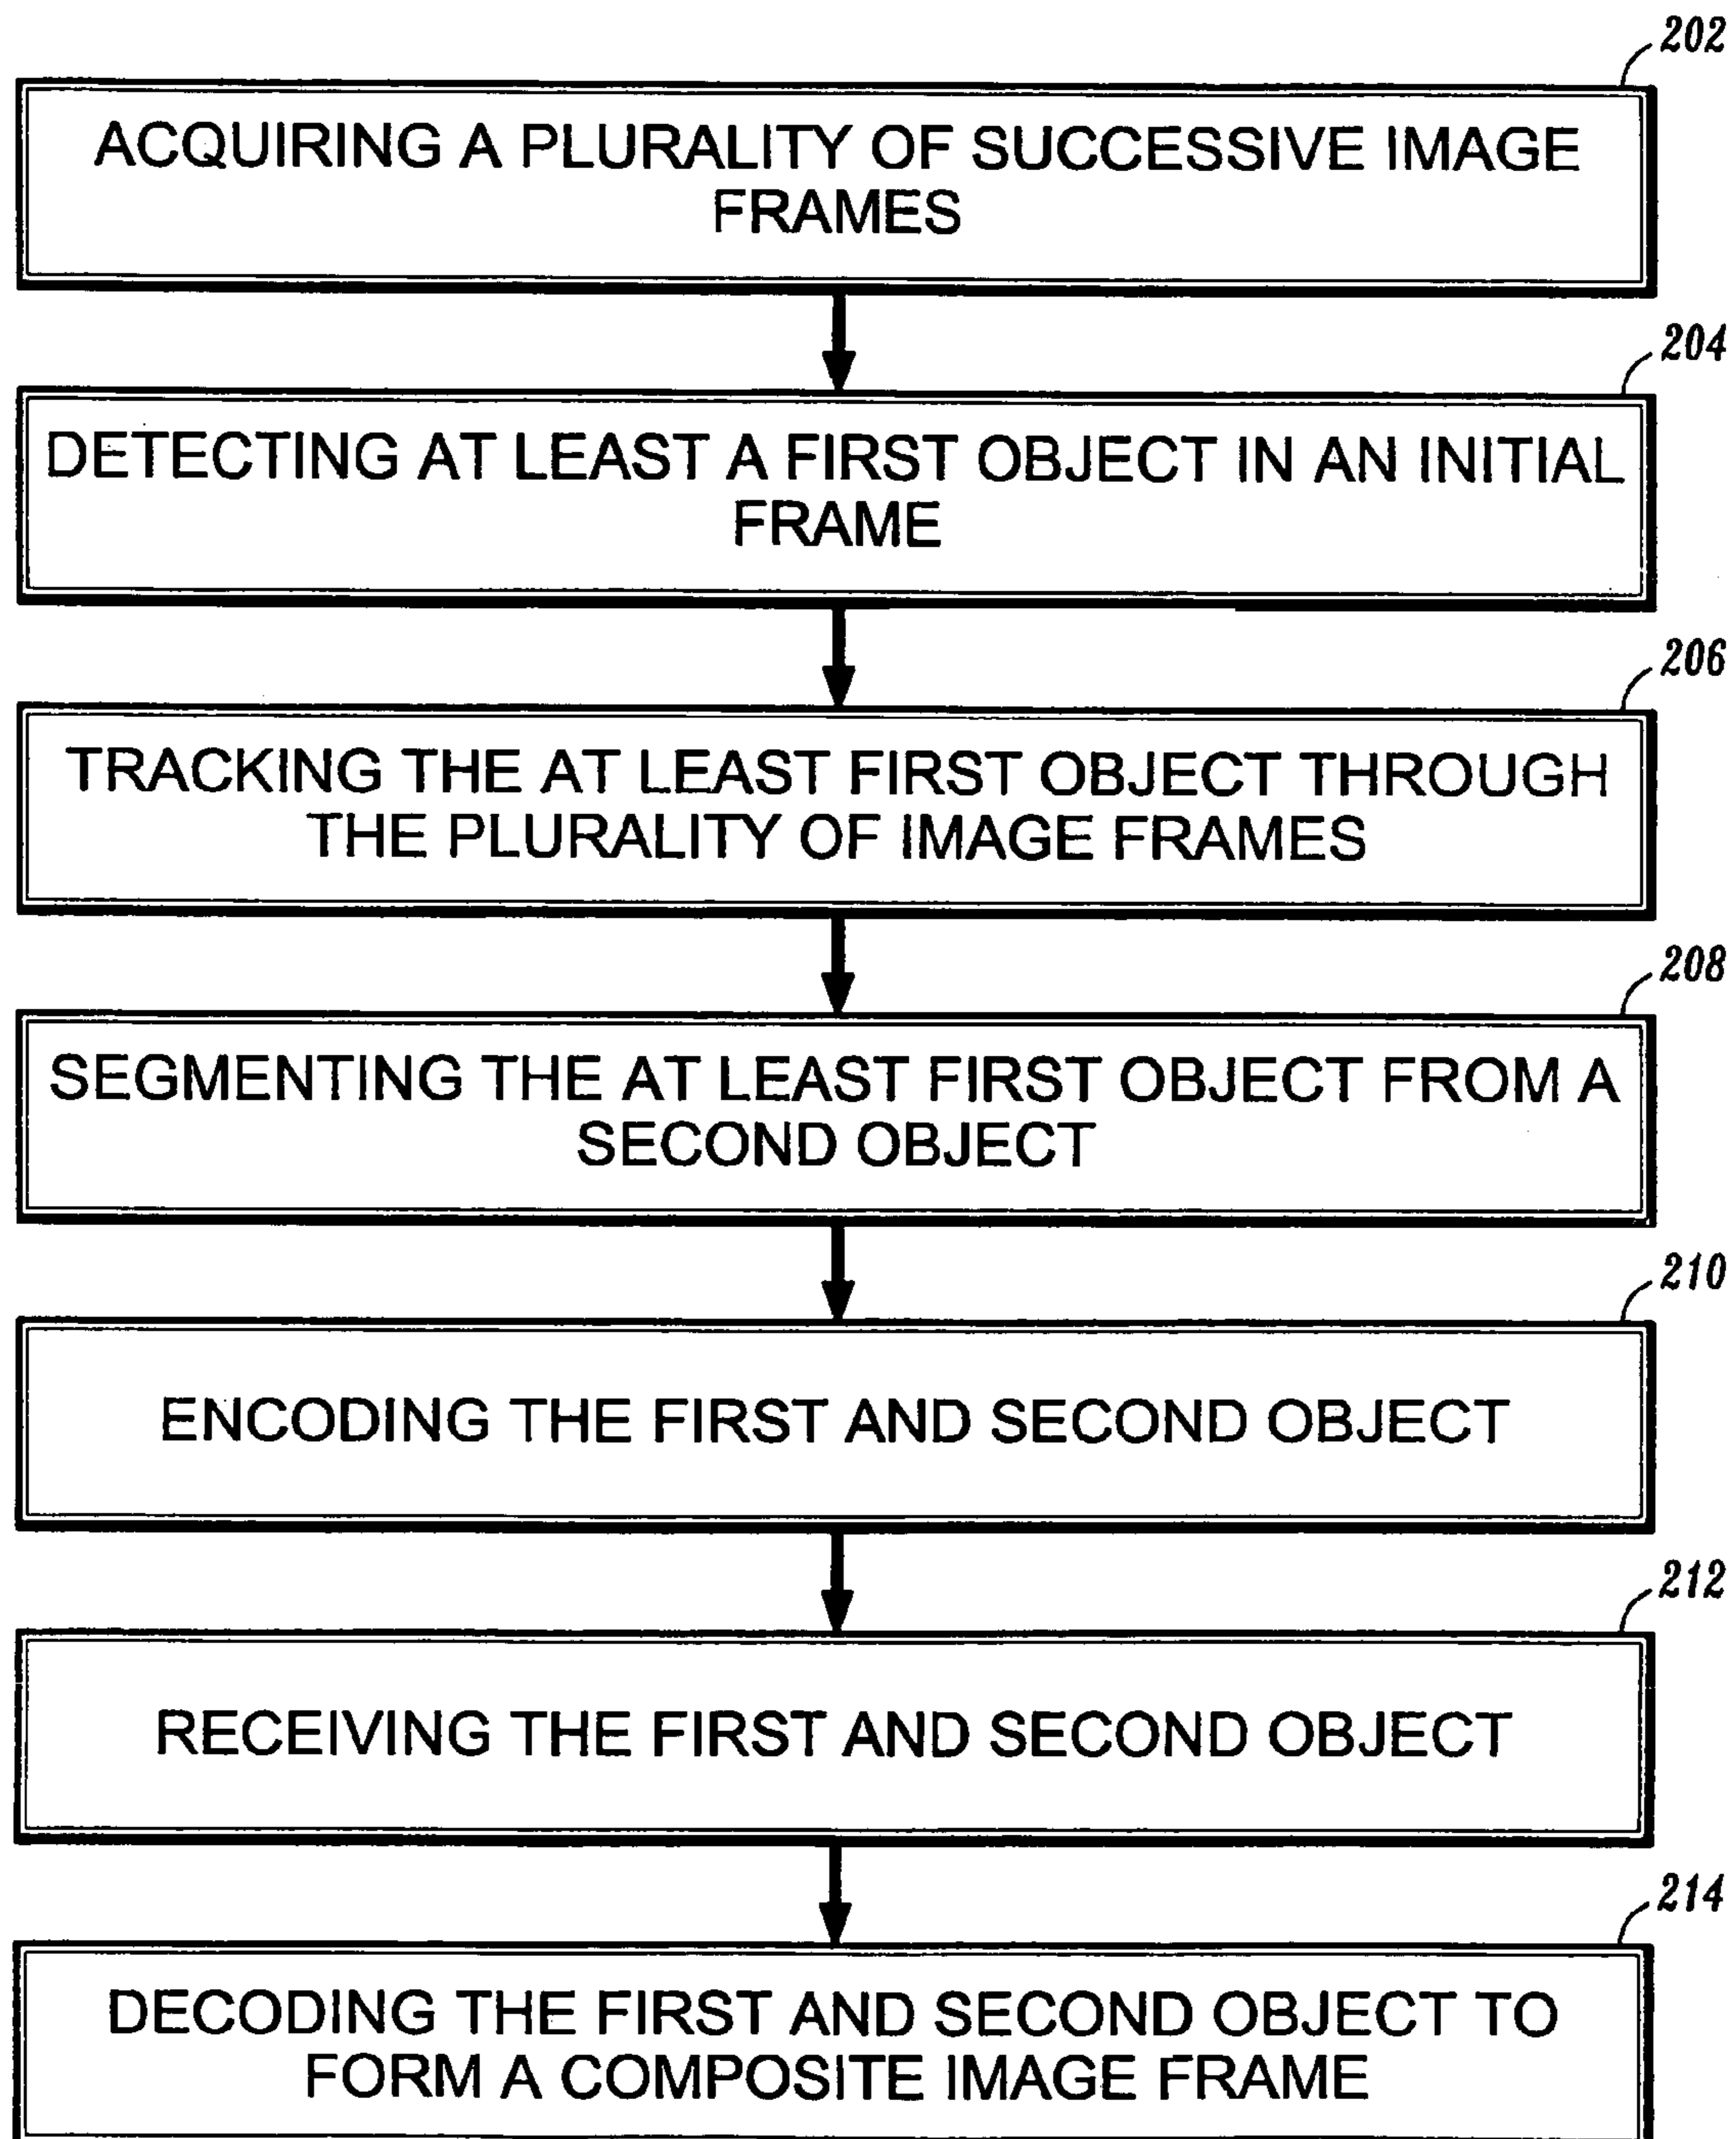 202
ACQUIRING A PLURALITY OF SUCCESSIVE IMAGE
FRAMES
204
DETECTING AT LEAST A FIRST OBJECT IN AN INITIAL
FRAME
206
TRACKING THE AT LEAST FIRST OBJECT THROUGH
THE PLURALITY OF IMAGE FRAMES
208
SEGMENTING THE AT LEAST FIRST OBJECT FROM A
SECOND OBJECT
210
ENCODING THE FIRST AND SECOND OBJECT
212
RECEIVING THE FIRST AND SECOND OBJECT
214
DECODING THE FIRST AND SECOND OBJECT TO
FORM A COMPOSITE IMAGE FRAME